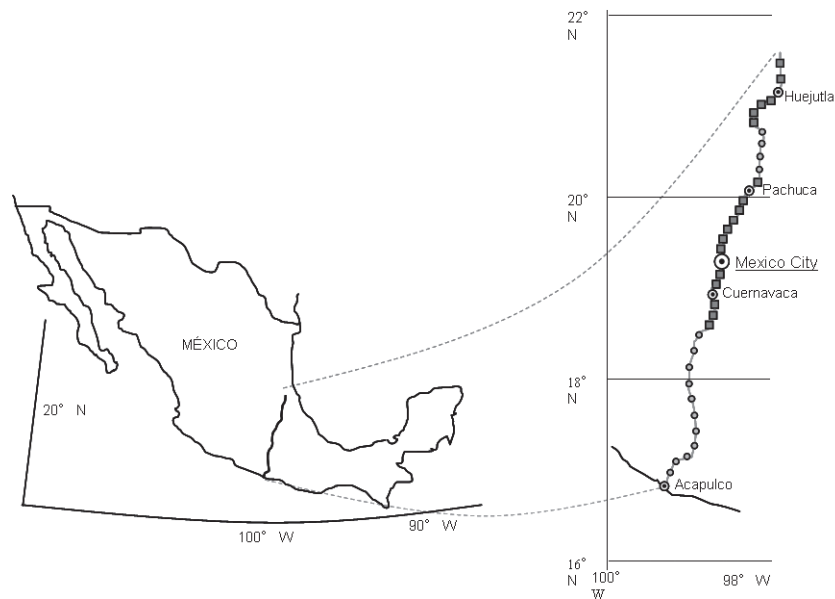 22°
N
Huejutla
20°
N
Pachuca
Mexico City
Cuernavaca
MÉXICO
18°
N
20° N
Acapulco
100° W
90° W
16°
N
100°
W
98° W